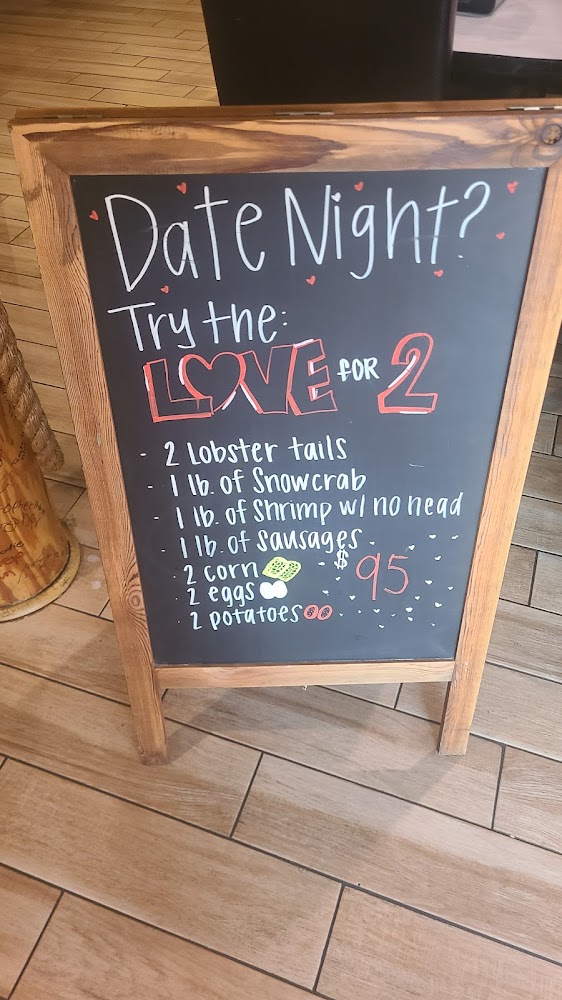 Date Night?
Try the:
LOVE FOR 2
- 2 Lobster tails
- 1 lb. of Snowcrab
- 1 lb. of Shrimp w/ no head
- 1 lb. of Sausages
- 2 corn
- 2 eggs
- 2 potatoes
$95